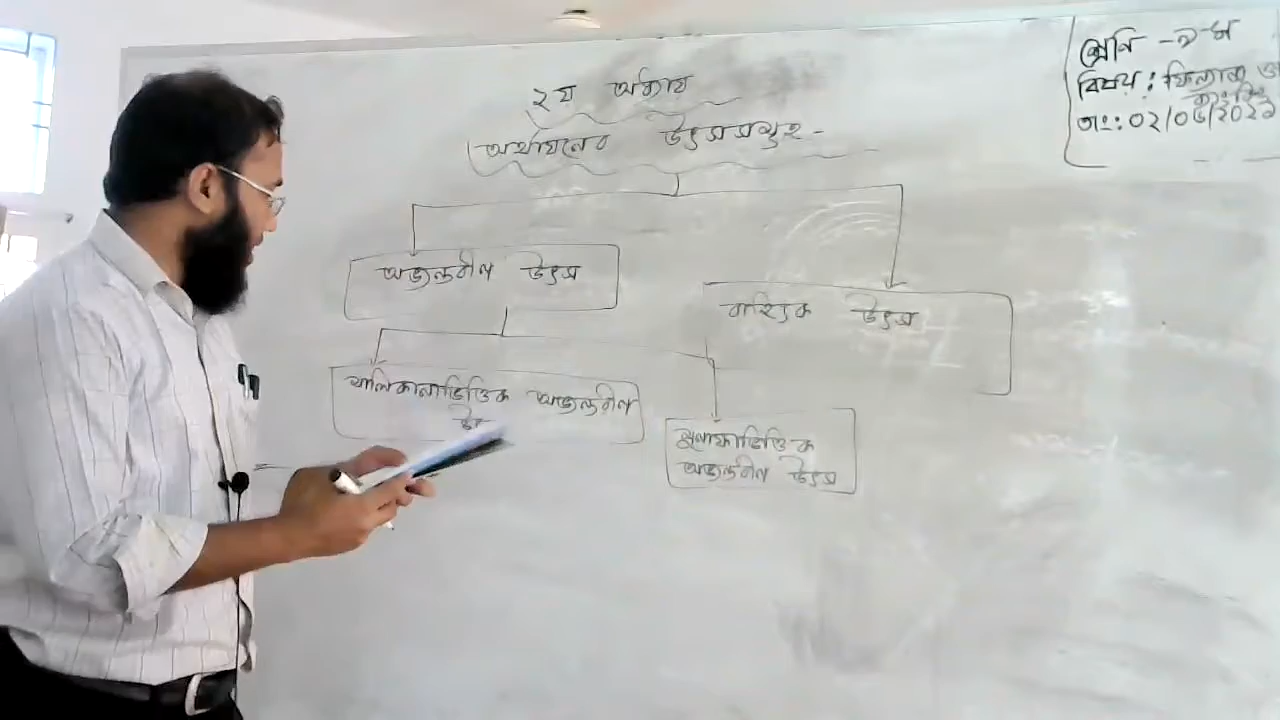 ২য় অধ্যায়
অর্থায়নের উৎসসমূহ-
শ্রেণি - ৯ম
বিষয় : ফিন্যান্স ও
তাং : ০২/০৬/২০২১
অভ্যন্তরীণ উৎস
বাহ্যিক উৎস
মালিকানাভিত্তিক অভ্যন্তরীণ
মুনাফাভিত্তিক
অভ্যন্তরীণ উৎস